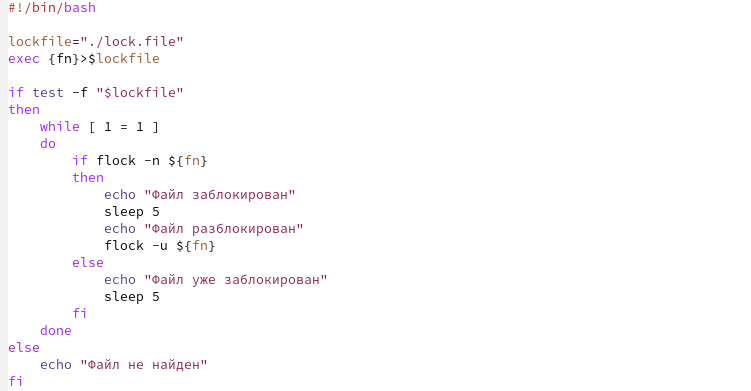 #!/bin/bash

lockfile="./lock.file"
exec {fn}>$lockfile

if test -f "$lockfile"
then
    while [ 1 = 1 ]
    do
        if flock -n ${fn}
        then
            echo "Файл заблокирован"
            sleep 5
            echo "Файл разблокирован"
            flock -u ${fn}
        else
            echo "Файл уже заблокирован"
            sleep 5
        fi
    done
else
    echo "Файл не найден"
fi